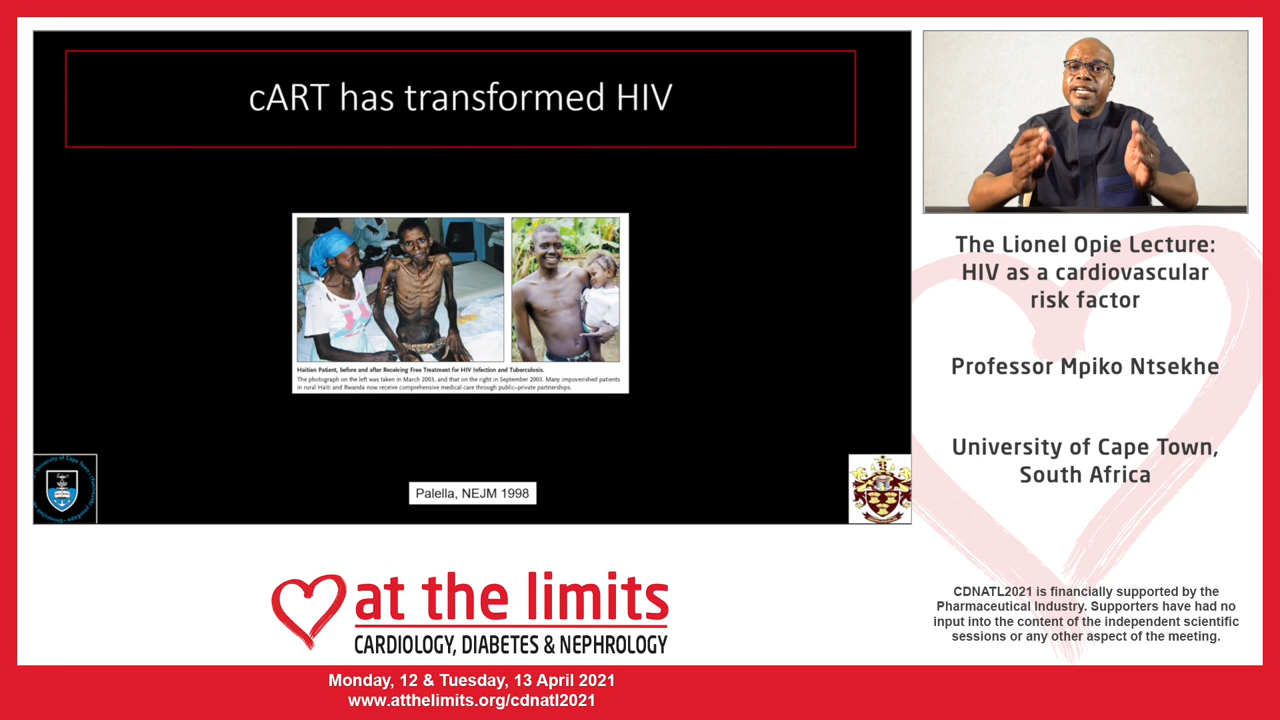 cART has transformed HIV
Haitian Patient, before and after Receiving Free Treatment for HIV Infection and Tuberculosis.
The photograph on the left was taken in March 2003, and that on the right in September 2003. Many impoverished patients
in rural Haiti and Rwanda now receive comprehensive medical care through public–private partnerships.
Palella, NEJM 1998
The Lionel Opie Lecture:
HIV as a cardiovascular
risk factor
Professor Mpiko Ntsekhe
University of Cape Town,
South Africa
CDNATL2021 is financially supported by the
Pharmaceutical Industry. Supporters have had no
input into the content of the independent scientific
sessions or any other aspect of the meeting.
at the limits
CARDIOLOGY, DIABETES & NEPHROLOGY
Monday, 12 & Tuesday, 13 April 2021
www.atthelimits.org/cdnatl2021